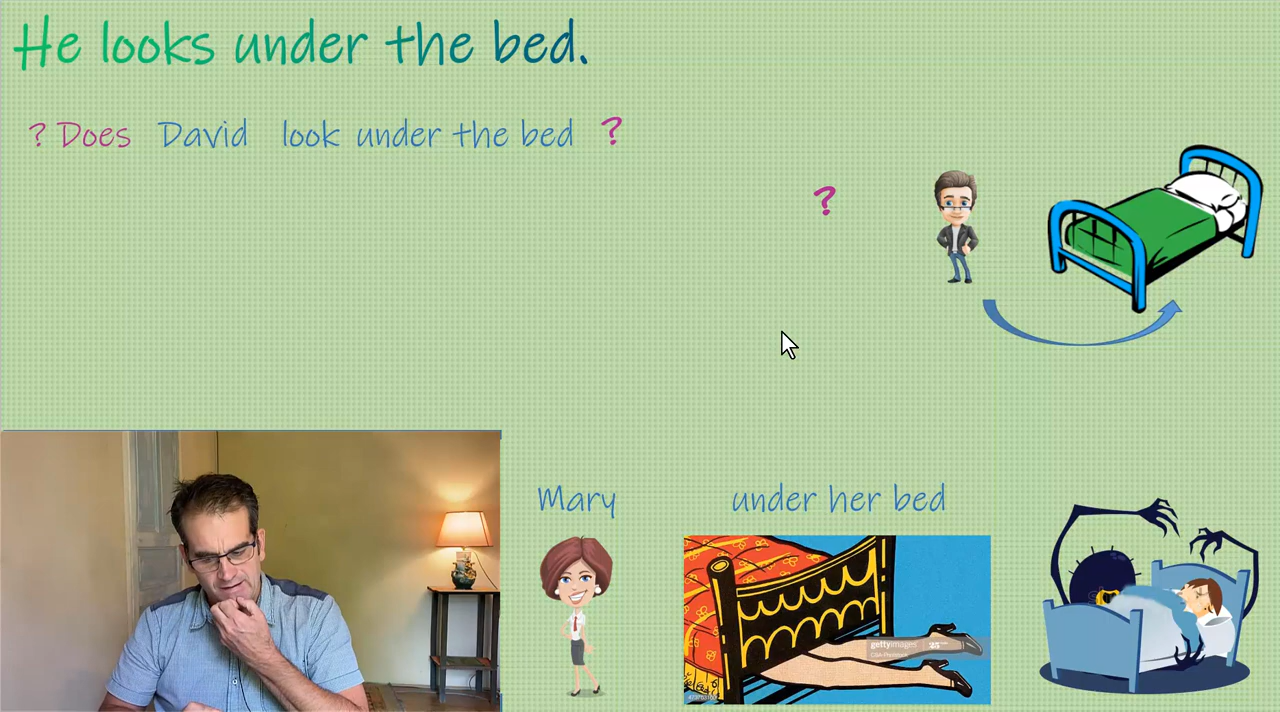 He looks under the bed.
? Does David look under the bed ?
?
Mary
under her bed
gettyimages